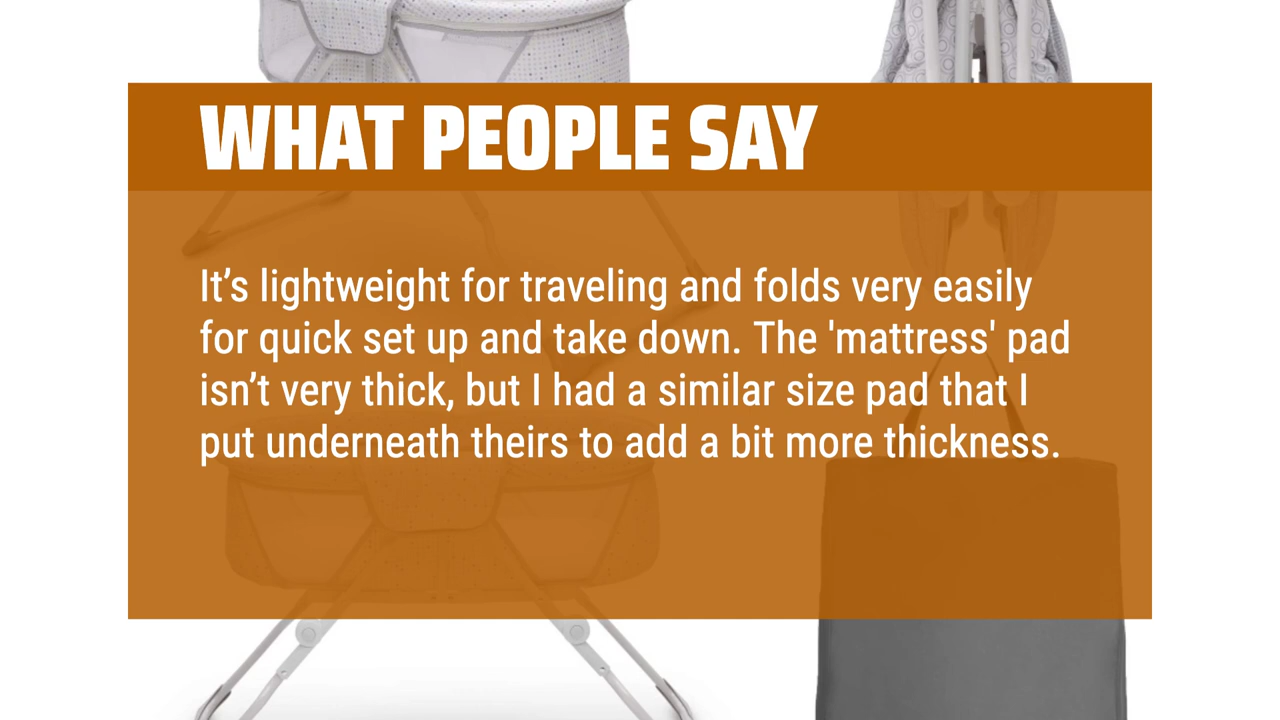 WHAT PEOPLE SAY
It’s lightweight for traveling and folds very easily
for quick set up and take down. The 'mattress' pad
isn’t very thick, but I had a similar size pad that I
put underneath theirs to add a bit more thickness.